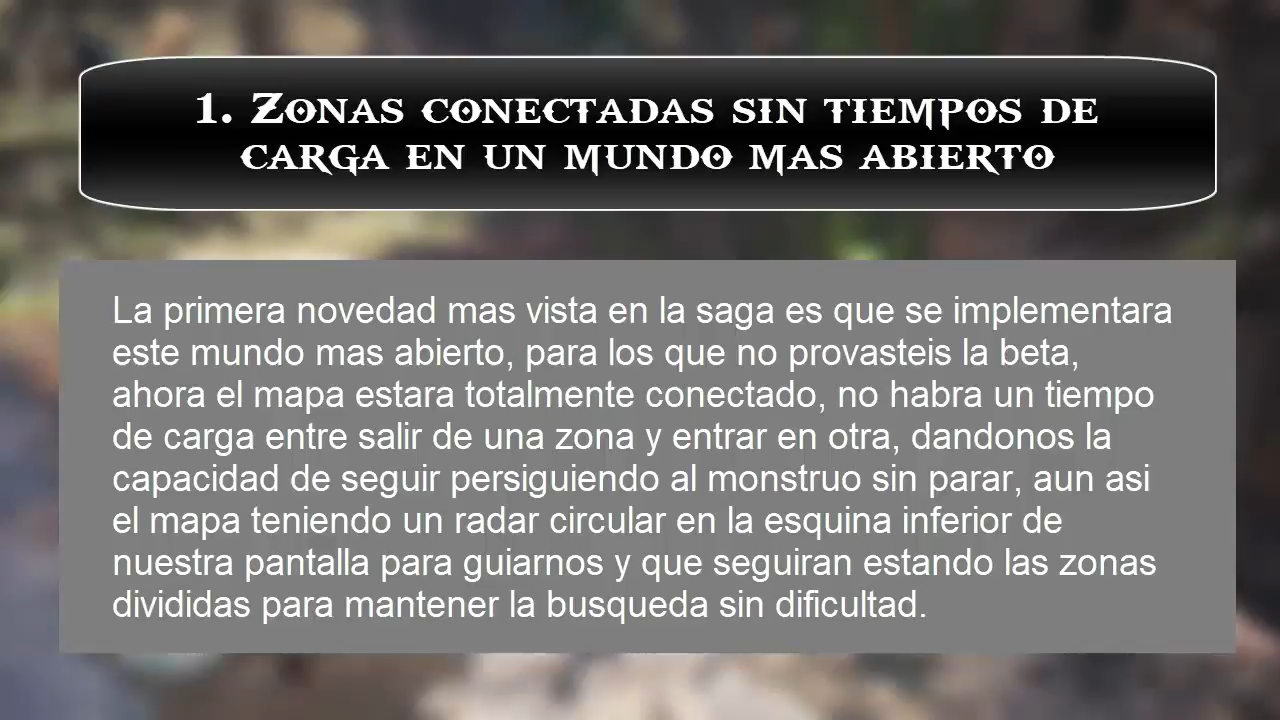 1. Zonas conectadas sin tiempos de
carga en un mundo mas abierto
La primera novedad mas vista en la saga es que se implementara
este mundo mas abierto, para los que no provasteis la beta,
ahora el mapa estara totalmente conectado, no habra un tiempo
de carga entre salir de una zona y entrar en otra, dandonos la
capacidad de seguir persiguiendo al monstruo sin parar, aun asi
el mapa teniendo un radar circular en la esquina inferior de
nuestra pantalla para guiarnos y que seguiran estando las zonas
divididas para mantener la busqueda sin dificultad.